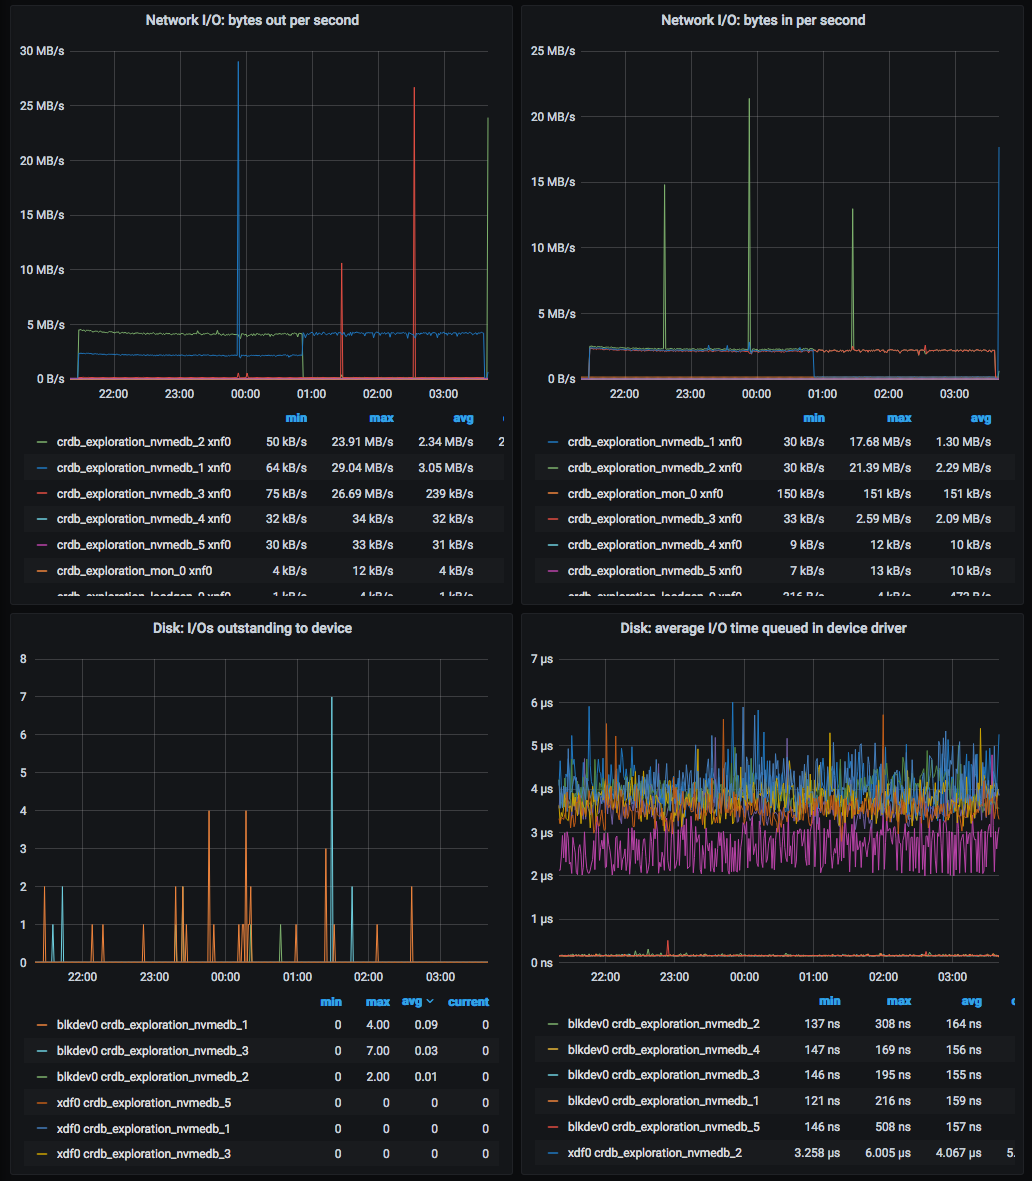 Network I/O: bytes out per second
30 MB/s
25 MB/s
20 MB/s
15 MB/s
10 MB/s
5 MB/s
0 B/s
22:00 23:00 00:00 01:00 02:00 03:00
min max avg
crdb_exploration_nvmedb_2 xnf0 50 kB/s 23.91 MB/s 2.34 MB/s 2
crdb_exploration_nvmedb_1 xnf0 64 kB/s 29.04 MB/s 3.05 MB/s
crdb_exploration_nvmedb_3 xnf0 75 kB/s 26.69 MB/s 239 kB/s
crdb_exploration_nvmedb_4 xnf0 32 kB/s 34 kB/s 32 kB/s
crdb_exploration_nvmedb_5 xnf0 30 kB/s 33 kB/s 31 kB/s
crdb_exploration_mon_0 xnf0 4 kB/s 12 kB/s 4 kB/s
Network I/O: bytes in per second
25 MB/s
20 MB/s
15 MB/s
10 MB/s
5 MB/s
0 B/s
22:00 23:00 00:00 01:00 02:00 03:00
min max avg
crdb_exploration_nvmedb_1 xnf0 30 kB/s 17.68 MB/s 1.30 MB/s
crdb_exploration_nvmedb_2 xnf0 30 kB/s 21.39 MB/s 2.29 MB/s
crdb_exploration_mon_0 xnf0 150 kB/s 151 kB/s 151 kB/s
crdb_exploration_nvmedb_3 xnf0 33 kB/s 2.59 MB/s 2.09 MB/s
crdb_exploration_nvmedb_4 xnf0 9 kB/s 12 kB/s 10 kB/s
crdb_exploration_nvmedb_5 xnf0 7 kB/s 13 kB/s 10 kB/s
Disk: I/Os outstanding to device
8
7
6
5
4
3
2
1
0
22:00 23:00 00:00 01:00 02:00 03:00
min max avg current
blkdev0 crdb_exploration_nvmedb_1 0 4.00 0.09 0
blkdev0 crdb_exploration_nvmedb_3 0 7.00 0.03 0
blkdev0 crdb_exploration_nvmedb_2 0 2.00 0.01 0
xdf0 crdb_exploration_nvmedb_5 0 0 0 0
xdf0 crdb_exploration_nvmedb_1 0 0 0 0
xdf0 crdb_exploration_nvmedb_3 0 0 0 0
Disk: average I/O time queued in device driver
7 µs
6 µs
5 µs
4 µs
3 µs
2 µs
1 µs
0 ns
22:00 23:00 00:00 01:00 02:00 03:00
min max avg
blkdev0 crdb_exploration_nvmedb_2 137 ns 308 ns 164 ns
blkdev0 crdb_exploration_nvmedb_4 147 ns 169 ns 156 ns
blkdev0 crdb_exploration_nvmedb_3 146 ns 195 ns 155 ns
blkdev0 crdb_exploration_nvmedb_1 121 ns 216 ns 159 ns
blkdev0 crdb_exploration_nvmedb_5 146 ns 508 ns 157 ns
xdf0 crdb_exploration_nvmedb_2 3.258 µs 6.005 µs 4.067 µs 5.